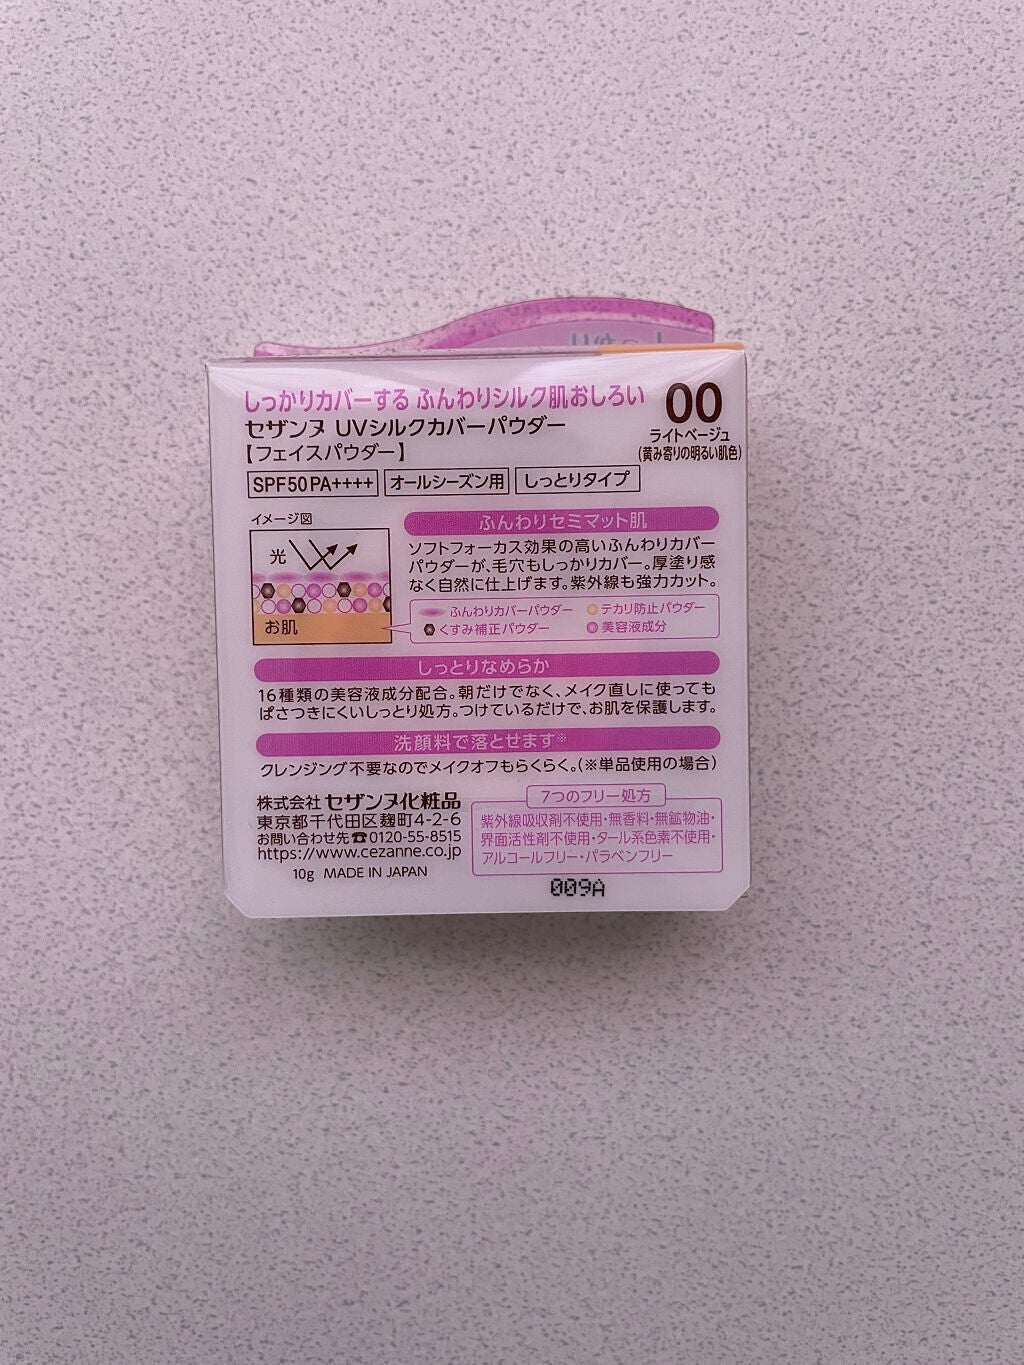 しっかりカバーする ふんわりシルク肌おしろい
セザンヌ UVシルクカバーパウダー
【フェイスパウダー】
00
ライトベージュ
(黄み寄りの明るい肌色)
SPF50 PA++++ オールシーズン用 しっとりタイプ
イメージ図
光
お肌
ふんわりセミマット肌
ソフトフォーカス効果の高いふんわりカバー
パウダーが、毛穴もしっかりカバー。厚塗り感
なく自然に仕上げます。紫外線も強力カット。
ふんわりカバーパウダー テカリ防止パウダー
くすみ補正パウダー 美容液成分
しっとりなめらか
16種類の美容液成分配合。朝だけでなく、メイク直しに使っても
ぱさつきにくいしっとり処方。つけているだけで、お肌を保護します。
洗顔料で落とせます※
クレンジング不要なのでメイクオフもらくらく。(※単品使用の場合)
株式会社 セザンヌ化粧品
東京都千代田区麹町4-2-6
お問い合わせ先☎0120-55-8515
https://www.cezanne.co.jp
10g MADE IN JAPAN
7つのフリー処方
紫外線吸収剤不使用・無香料・無鉱物油・
界面活性剤不使用・タール系色素不使用・
アルコールフリー・パラベンフリー
009A